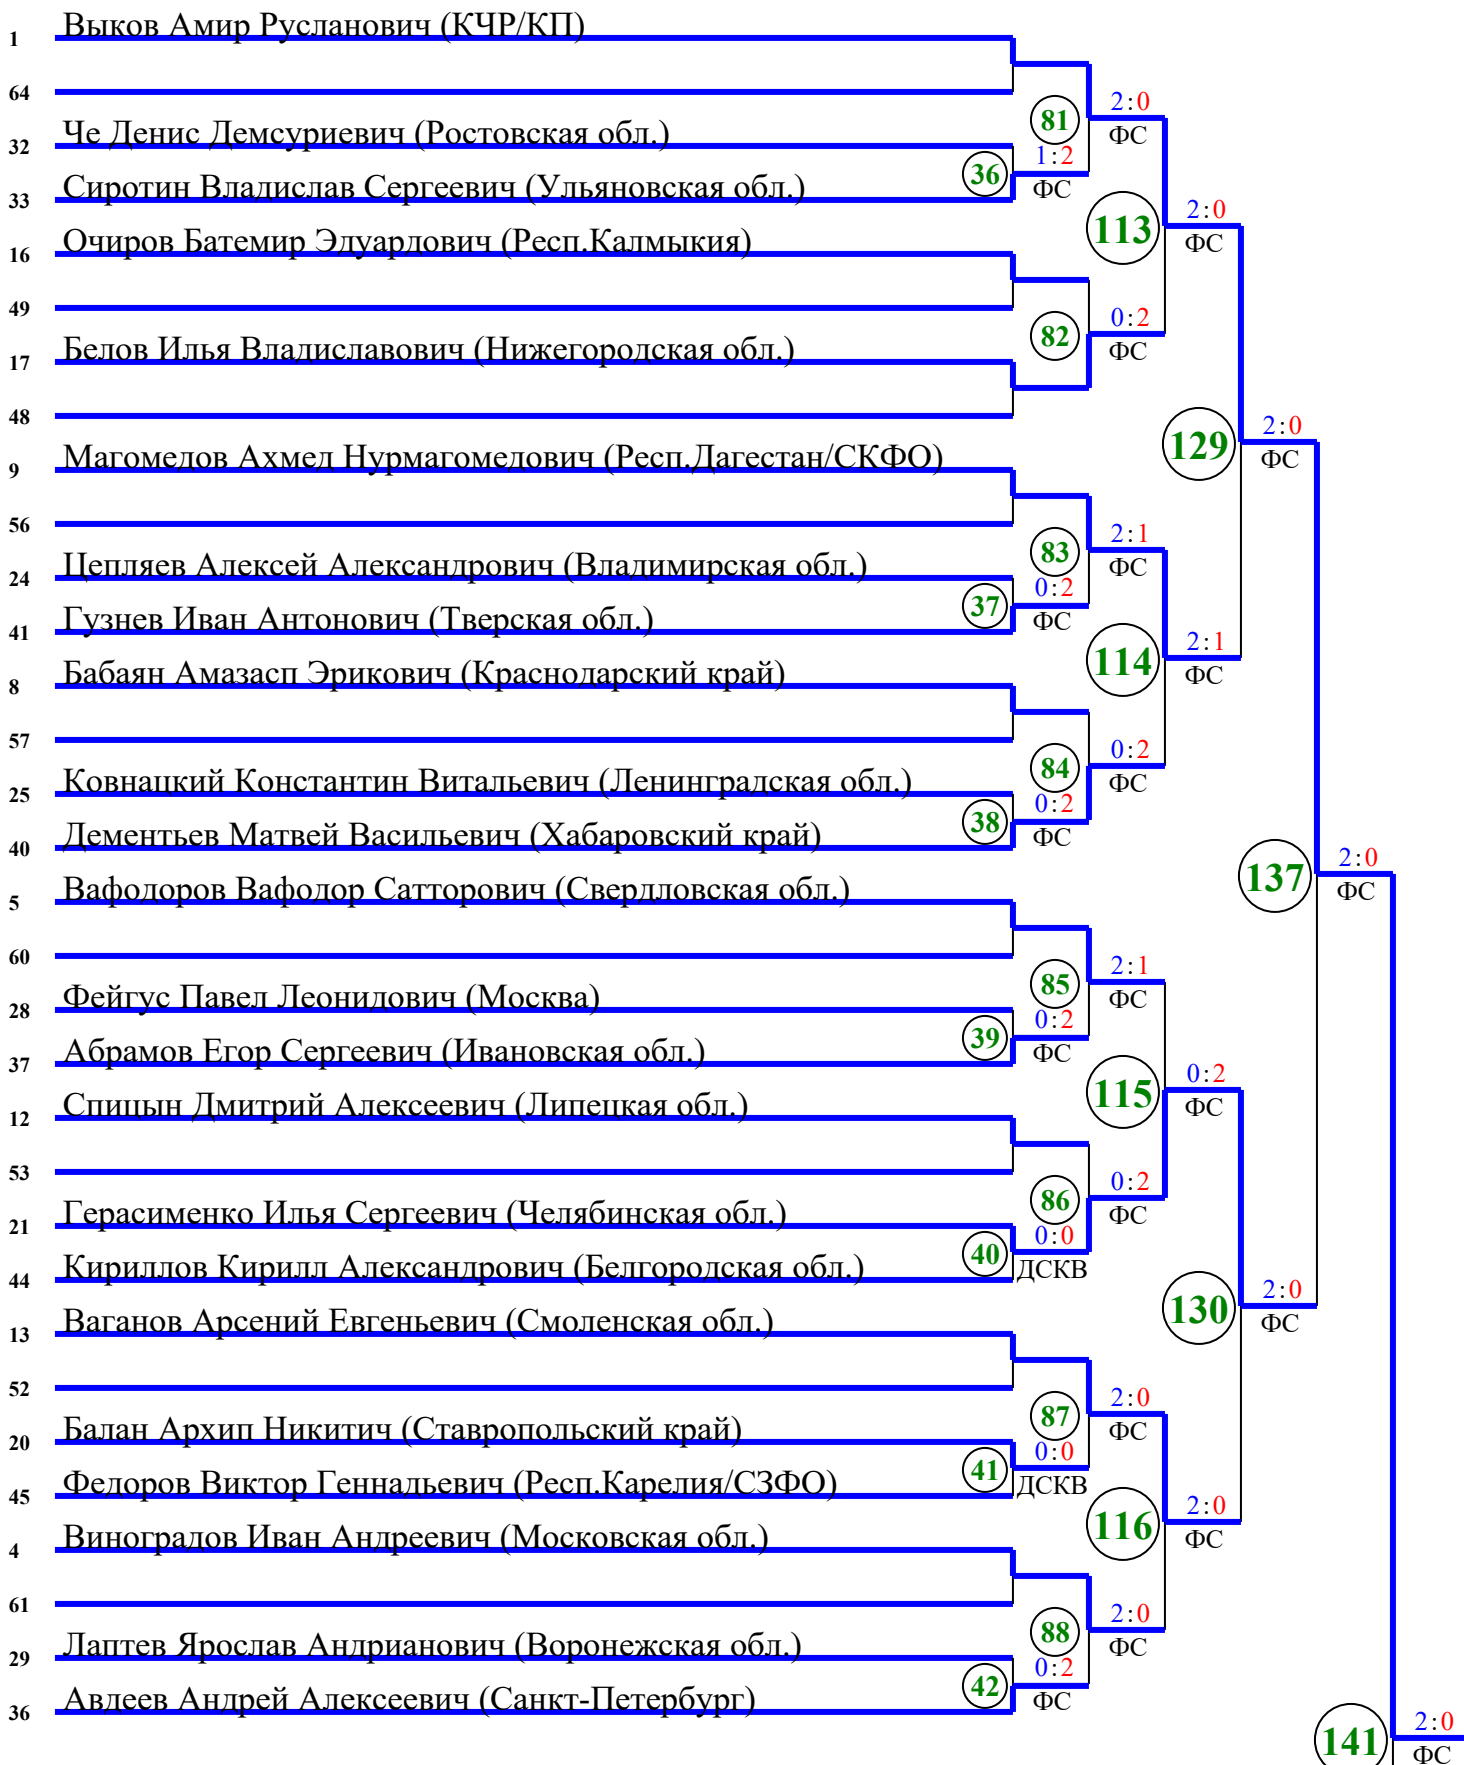 1 Выков Амир Русланович (КЧР/КП)
64
81 2:0 ФС
32 Че Денис Демсуриевич (Ростовская обл.)
36 1:2 ФС
33 Сиротин Владислав Сергеевич (Ульяновская обл.)
113 2:0 ФС
16 Очиров Батемир Эдуардович (Респ.Калмыкия)
49
82 0:2 ФС
17 Белов Илья Владиславович (Нижегородская обл.)
48
129 2:0 ФС
9 Магомедов Ахмед Нурмагомедович (Респ.Дагестан/СКФО)
56
83 2:1 ФС
24 Цепляев Алексей Александрович (Владимирская обл.)
37 0:2 ФС
41 Гузнев Иван Антонович (Тверская обл.)
114 2:1 ФС
8 Бабаян Амазасп Эрикович (Краснодарский край)
57
84 0:2 ФС
25 Ковнацкий Константин Витальевич (Ленинградская обл.)
38 0:2 ФС
40 Дементьев Матвей Васильевич (Хабаровский край)
137 2:0 ФС
5 Вафодоров Вафодор Сатторович (Свердловская обл.)
60
85 2:1 ФС
28 Фейгус Павел Леонидович (Москва)
39 0:2 ФС
37 Абрамов Егор Сергеевич (Ивановская обл.)
115 0:2 ФС
12 Спицын Дмитрий Алексеевич (Липецкая обл.)
53
86 0:2 ФС
21 Герасименко Илья Сергеевич (Челябинская обл.)
40 0:0 ДСКВ
44 Кириллов Кирилл Александрович (Белгородская обл.)
130 2:0 ФС
13 Ваганов Арсений Евгеньевич (Смоленская обл.)
52
87 2:0 ФС
20 Балан Архип Никитич (Ставропольский край)
41 0:0 ДСКВ
45 Федоров Виктор Геннадьевич (Респ.Карелия/СЗФО)
116 2:0 ФС
4 Виноградов Иван Андреевич (Московская обл.)
61
88 2:0 ФС
29 Лаптев Ярослав Андрианович (Воронежская обл.)
42 0:2 ФС
36 Авдеев Андрей Алексеевич (Санкт-Петербург)
141 2:0 ФС